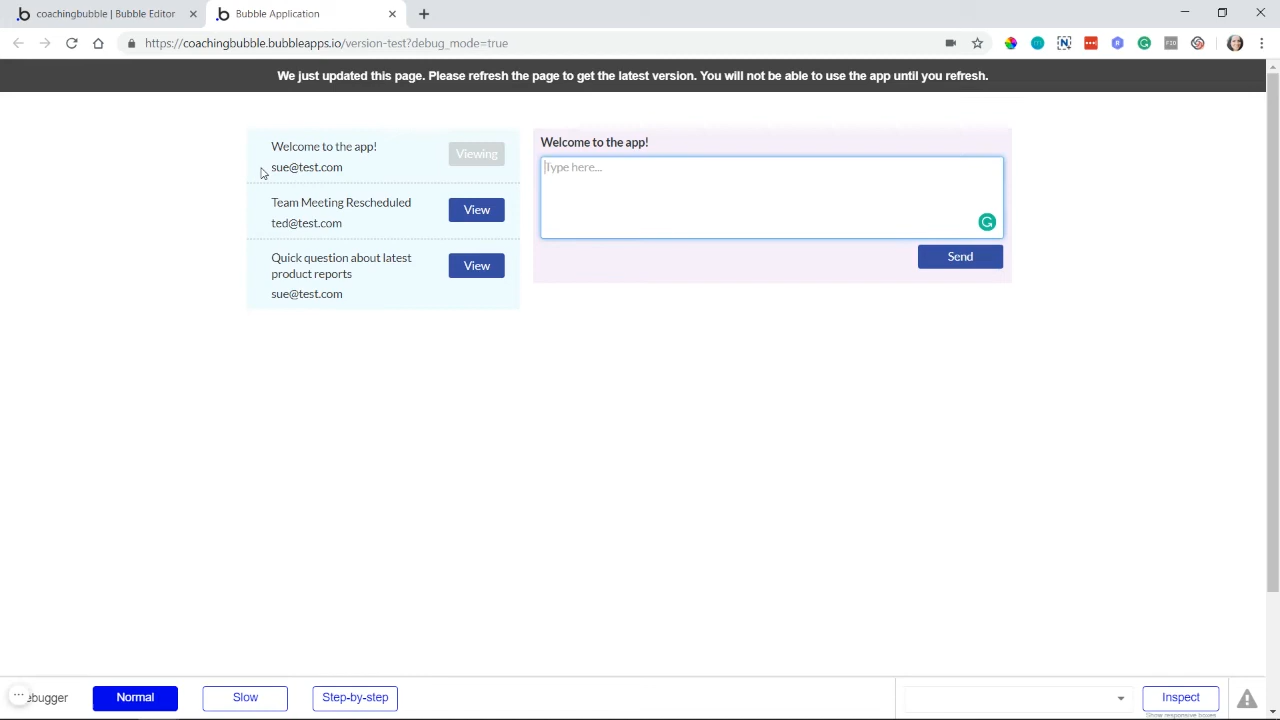 coachingbubble | Bubble Editor
Bubble Application
https://coachingbubble.bubbleapps.io/version-test?debug_mode=true
We just updated this page. Please refresh the page to get the latest version. You will not be able to use the app until you refresh.
Welcome to the app!
sue@test.com
Viewing
Team Meeting Rescheduled
ted@test.com
View
Quick question about latest
product reports
sue@test.com
View
Welcome to the app!
Type here...
Send
ebugger
Normal
Slow
Step-by-step
Inspect
Show responsive boxes